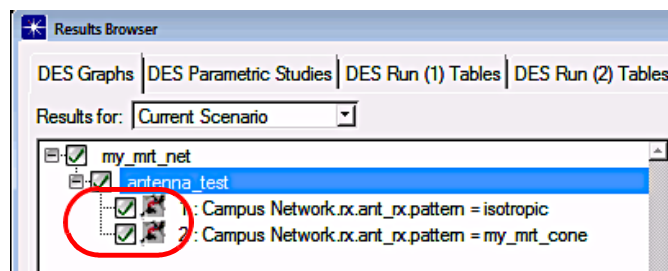 Results Browser
DES Graphs DES Parametric Studies DES Run (1) Tables DES Run (2) Tables
Results for: Current Scenario
my_mrt_net
antenna_test
1 : Campus Network.rx.ant_rx.pattern = isotropic
2 : Campus Network.rx.ant_rx.pattern = my_mrt_cone